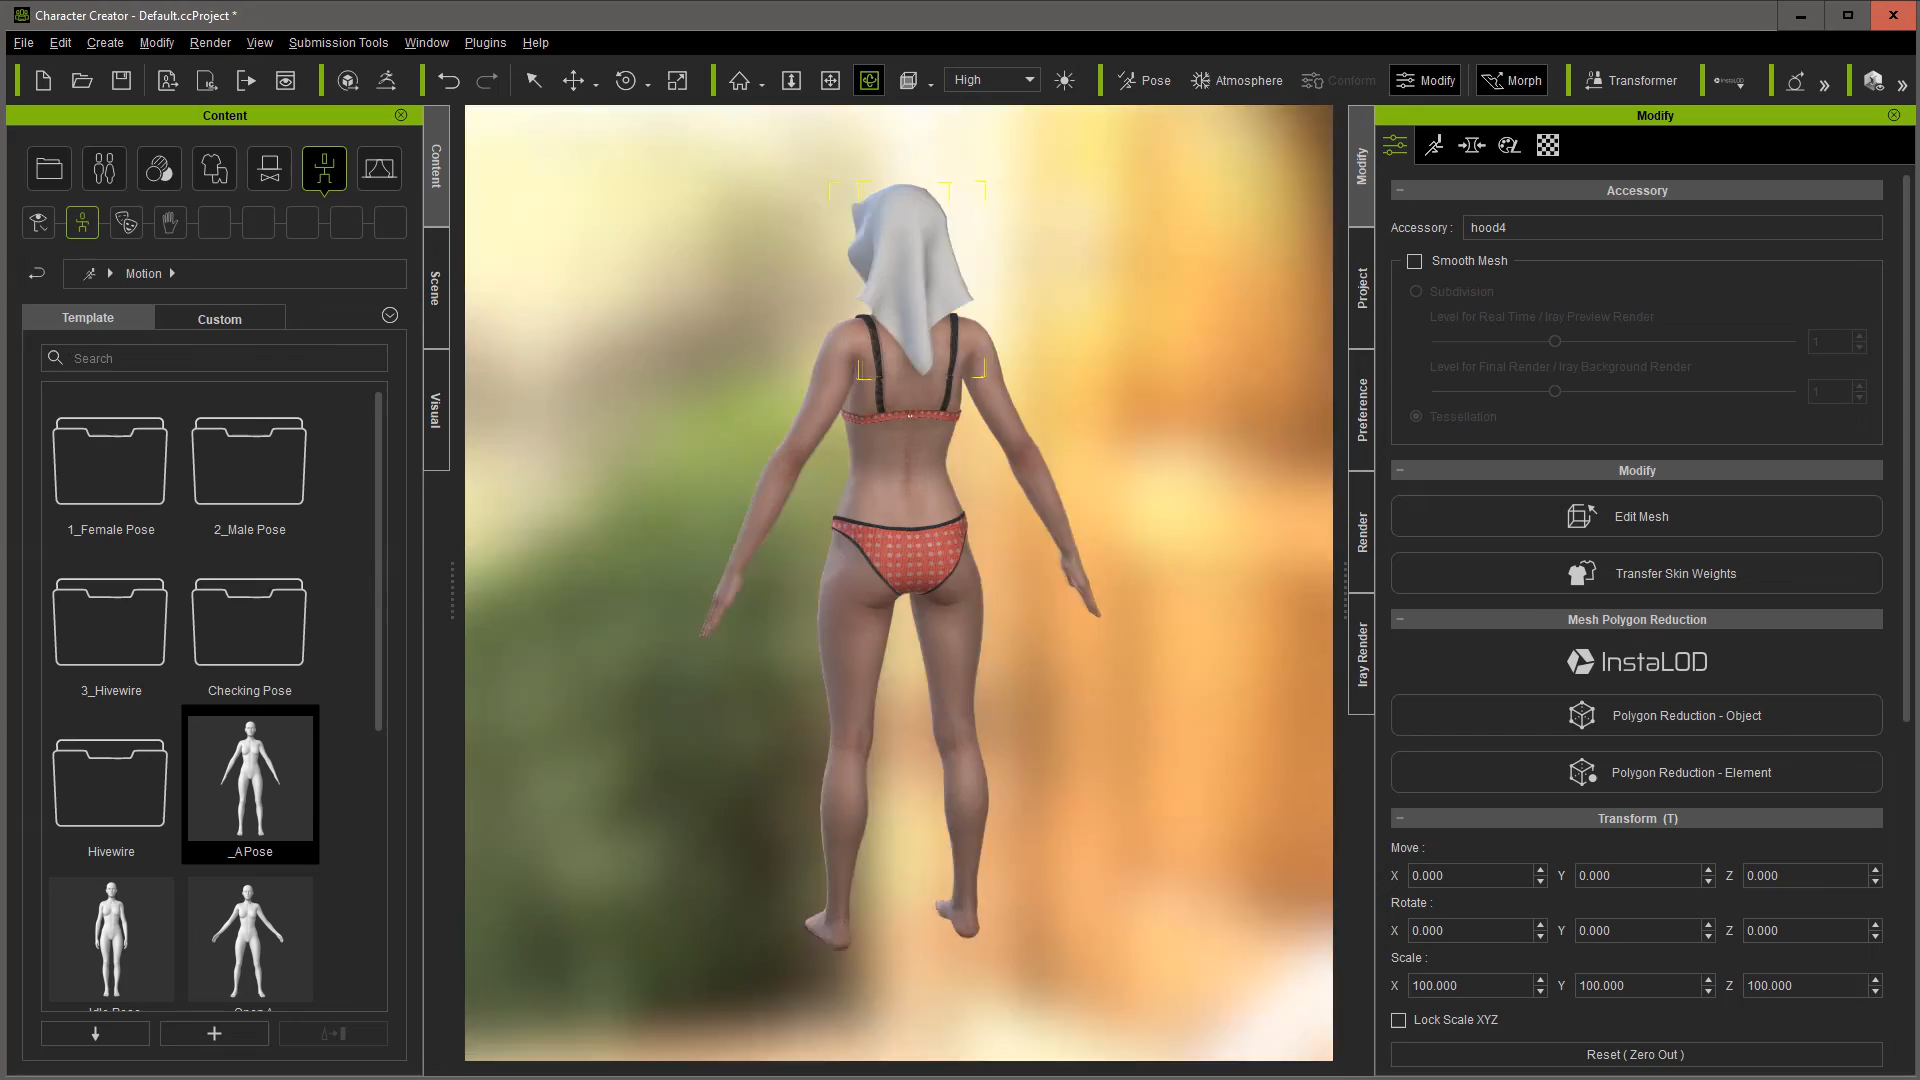 Character Creator - Default.ccProject *
File Edit Create Modify Render View Submission Tools Window Plugins Help
High Pose Atmosphere Conform Modify Morph Transformer
Content
Content
Scene
Visual
Motion
Template Custom
Search
1_Female Pose 2_Male Pose
3_Hivewire Checking Pose
Hivewire _A Pose
Modify
Project
Preference
Render
Iray Render
Modify
Accessory
Accessory : hood4
Smooth Mesh
Subdivision
Level for Real Time / Iray Preview Render
1
Level for Final Render / Iray Background Render
1
Tessellation
Modify
Edit Mesh
Transfer Skin Weights
Mesh Polygon Reduction
InstaLOD
Polygon Reduction - Object
Polygon Reduction - Element
Transform (T)
Move :
X 0.000 Y 0.000 Z 0.000
Rotate :
X 0.000 Y 0.000 Z 0.000
Scale :
X 100.000 Y 100.000 Z 100.000
Lock Scale XYZ
Reset ( Zero Out )